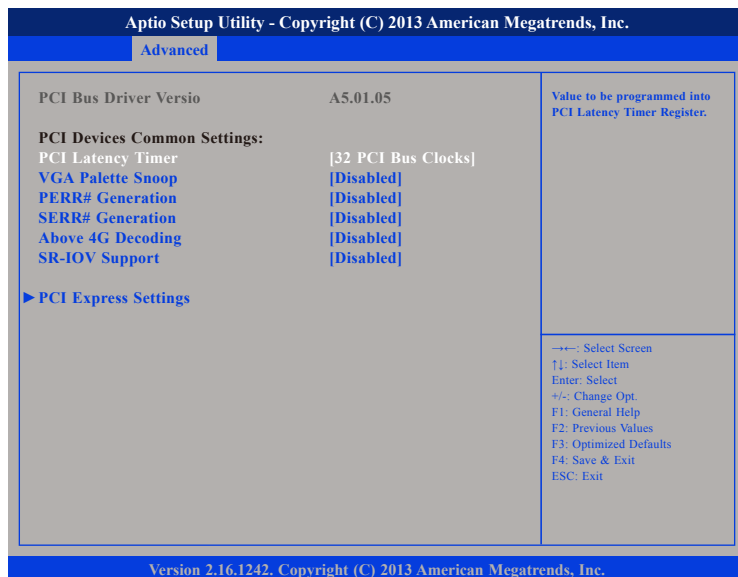 Aptio Setup Utility - Copyright (C) 2013 American Megatrends, Inc.
Advanced
PCI Bus Driver Versio A5.01.05
PCI Devices Common Settings:
PCI Latency Timer [32 PCI Bus Clocks]
VGA Palette Snoop [Disabled]
PERR# Generation [Disabled]
SERR# Generation [Disabled]
Above 4G Decoding [Disabled]
SR-IOV Support [Disabled]
▶PCI Express Settings
Value to be programmed into
PCI Latency Timer Register.
→←: Select Screen
↑↓: Select Item
Enter: Select
+/-: Change Opt.
F1: General Help
F2: Previous Values
F3: Optimized Defaults
F4: Save & Exit
ESC: Exit
Version 2.16.1242. Copyright (C) 2013 American Megatrends, Inc.